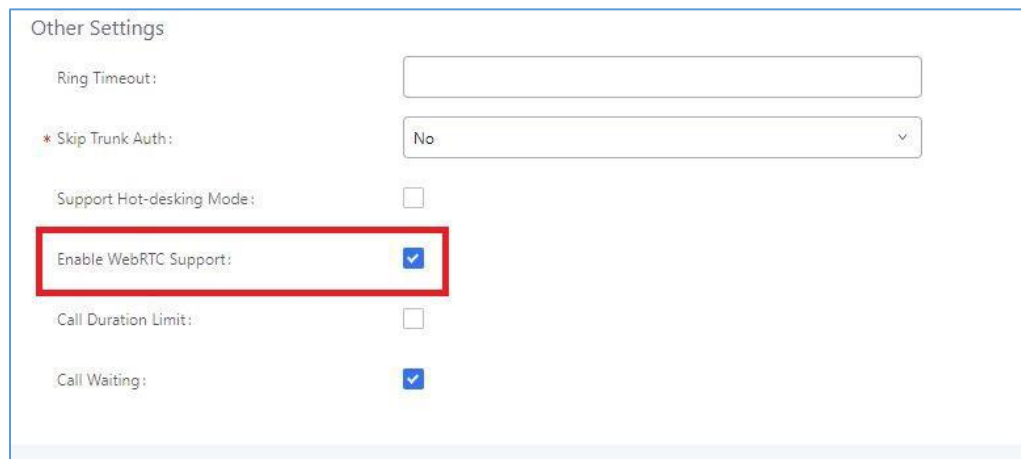 Other Settings
Ring Timeout:
* Skip Trunk Auth: No
Support Hot-desking Mode:
Enable WebRTC Support:
Call Duration Limit:
Call Waiting: